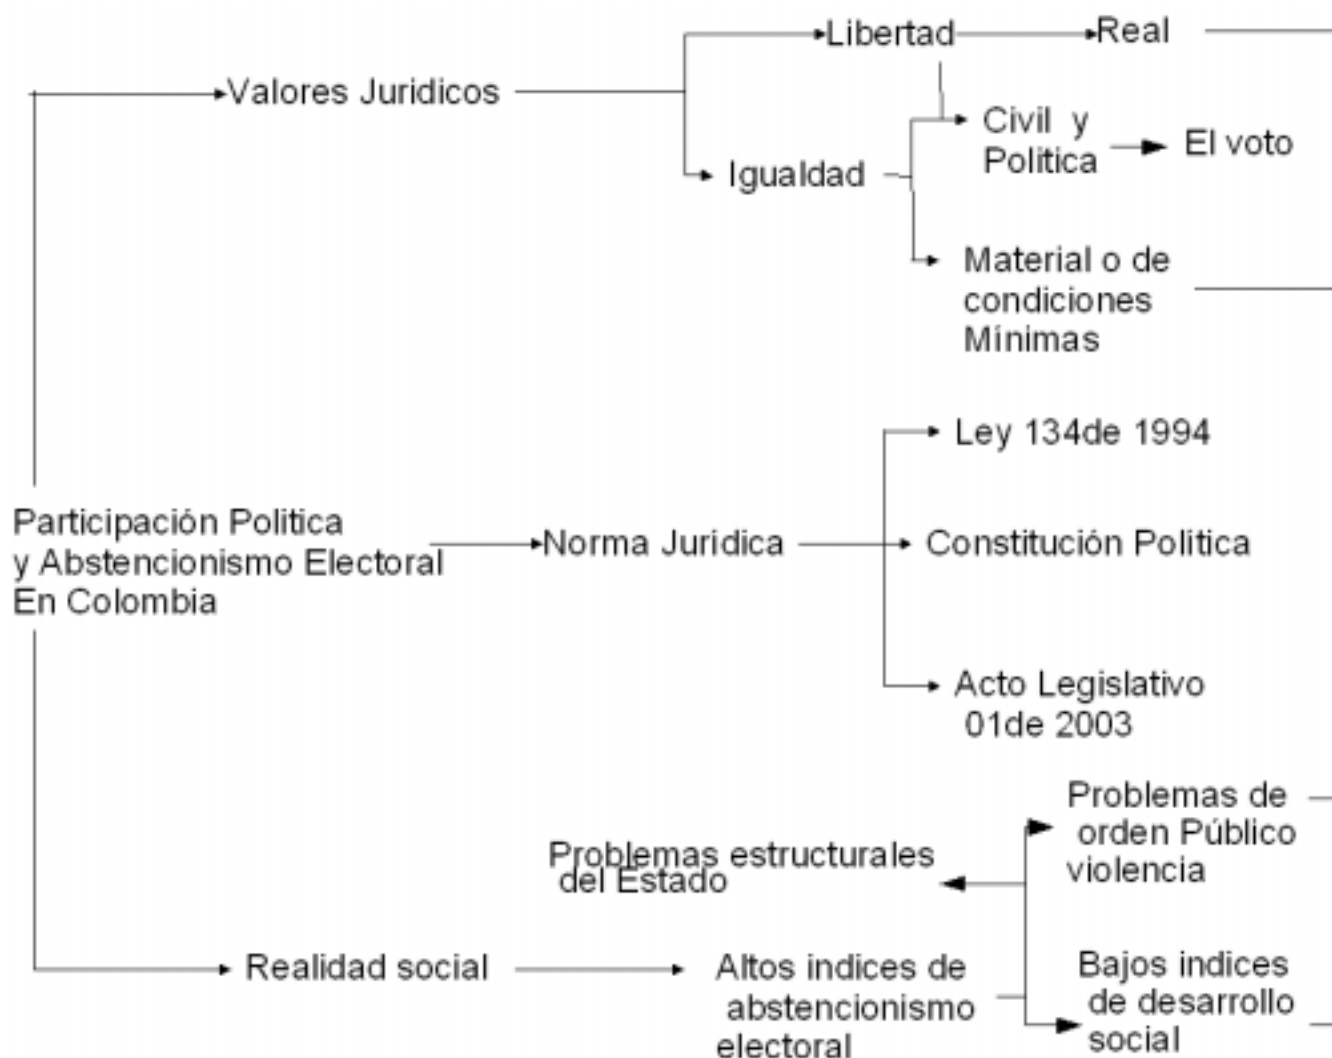 Libertad
Real
Valores Juridicos
Civil y
Politica
El voto
Igualdad
Material o de
condiciones
Mínimas
Ley 134de 1994
Participación Politica
y Abstencionismo Electoral
En Colombia
Norma Juridica
Constitución Politica
Acto Legislativo
01de 2003
Problemas de
orden Público
violencia
Problemas estructurales
del Estado
Realidad social
Altos indices de
abstencionismo
electoral
Bajos indices
de desarrollo
social